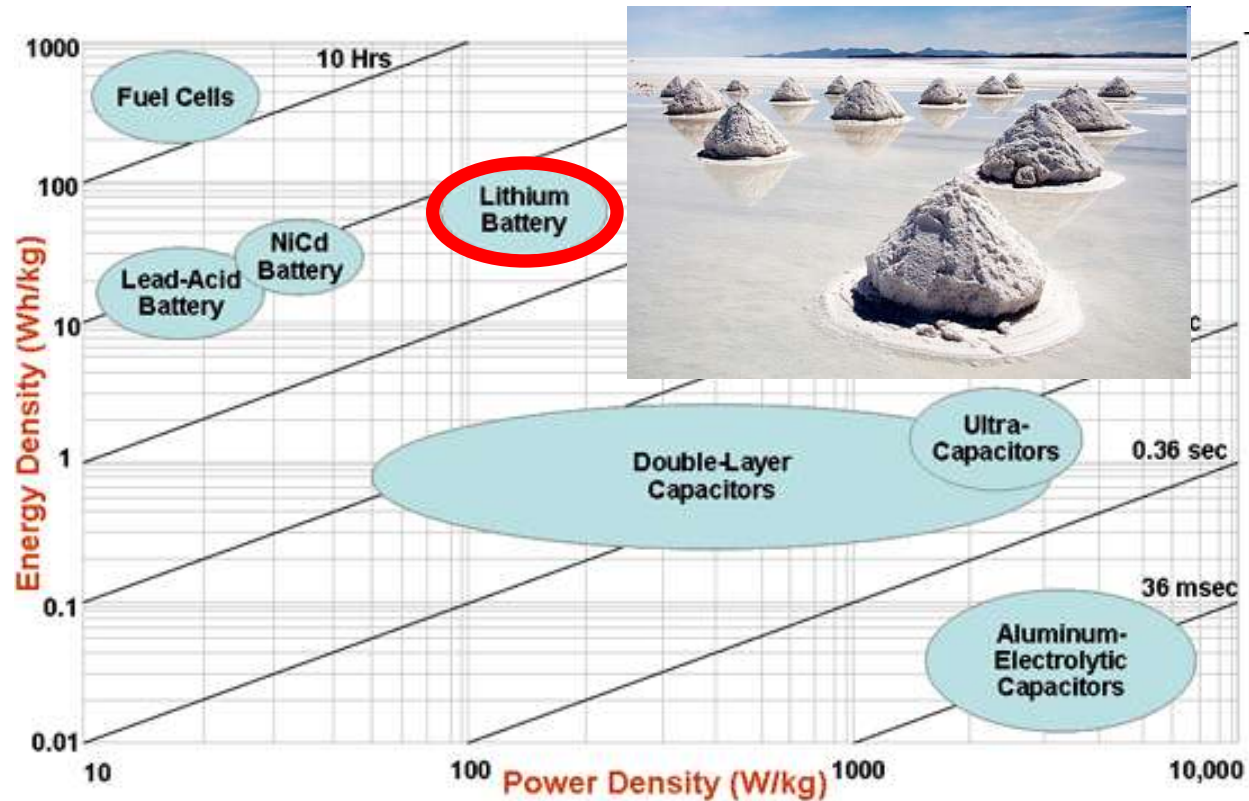 1000
10 Hrs
Fuel Cells
100
Lithium
Battery
NiCd
Battery
Lead-Acid
Battery
10
Energy Density (Wh/kg)
c
Ultra-
Capacitors
1
Double-Layer
Capacitors
0.36 sec
0.1
36 msec
Aluminum-
Electrolytic
Capacitors
0.01
10
100
1000
10,000
Power Density (W/kg)